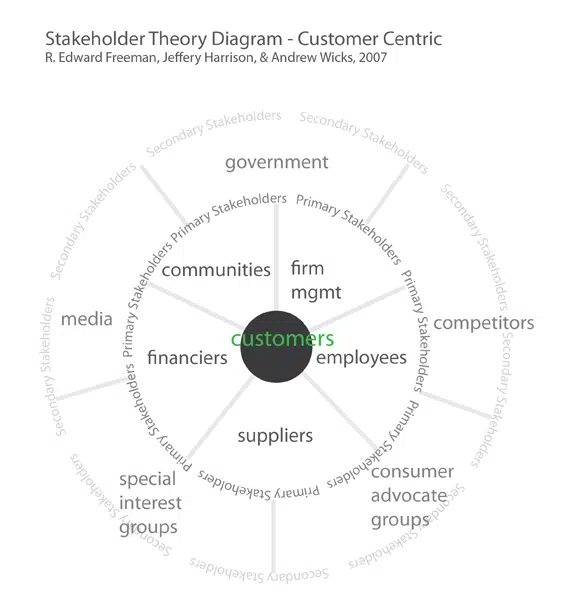 Stakeholder Theory Diagram - Customer Centric
R. Edward Freeman, Jeffery Harrison, & Andrew Wicks, 2007
Secondary Stakeholders
Secondary Stakeholders
Secondary Stakeholders
Secondary Stakeholders
Secondary Stakeholders
Secondary Stakeholders
Secondary Stakeholders
Secondary Stakeholders
Secondary Stakeholders
Secondary Stakeholders
government
Primary Stakeholders
Primary Stakeholders
Primary Stakeholders
Primary Stakeholders
Primary Stakeholders
Primary Stakeholders
Primary Stakeholders
communities
firm
mgmt
media
customers
competitors
financiers
employees
suppliers
special
interest
groups
consumer
advocate
groups